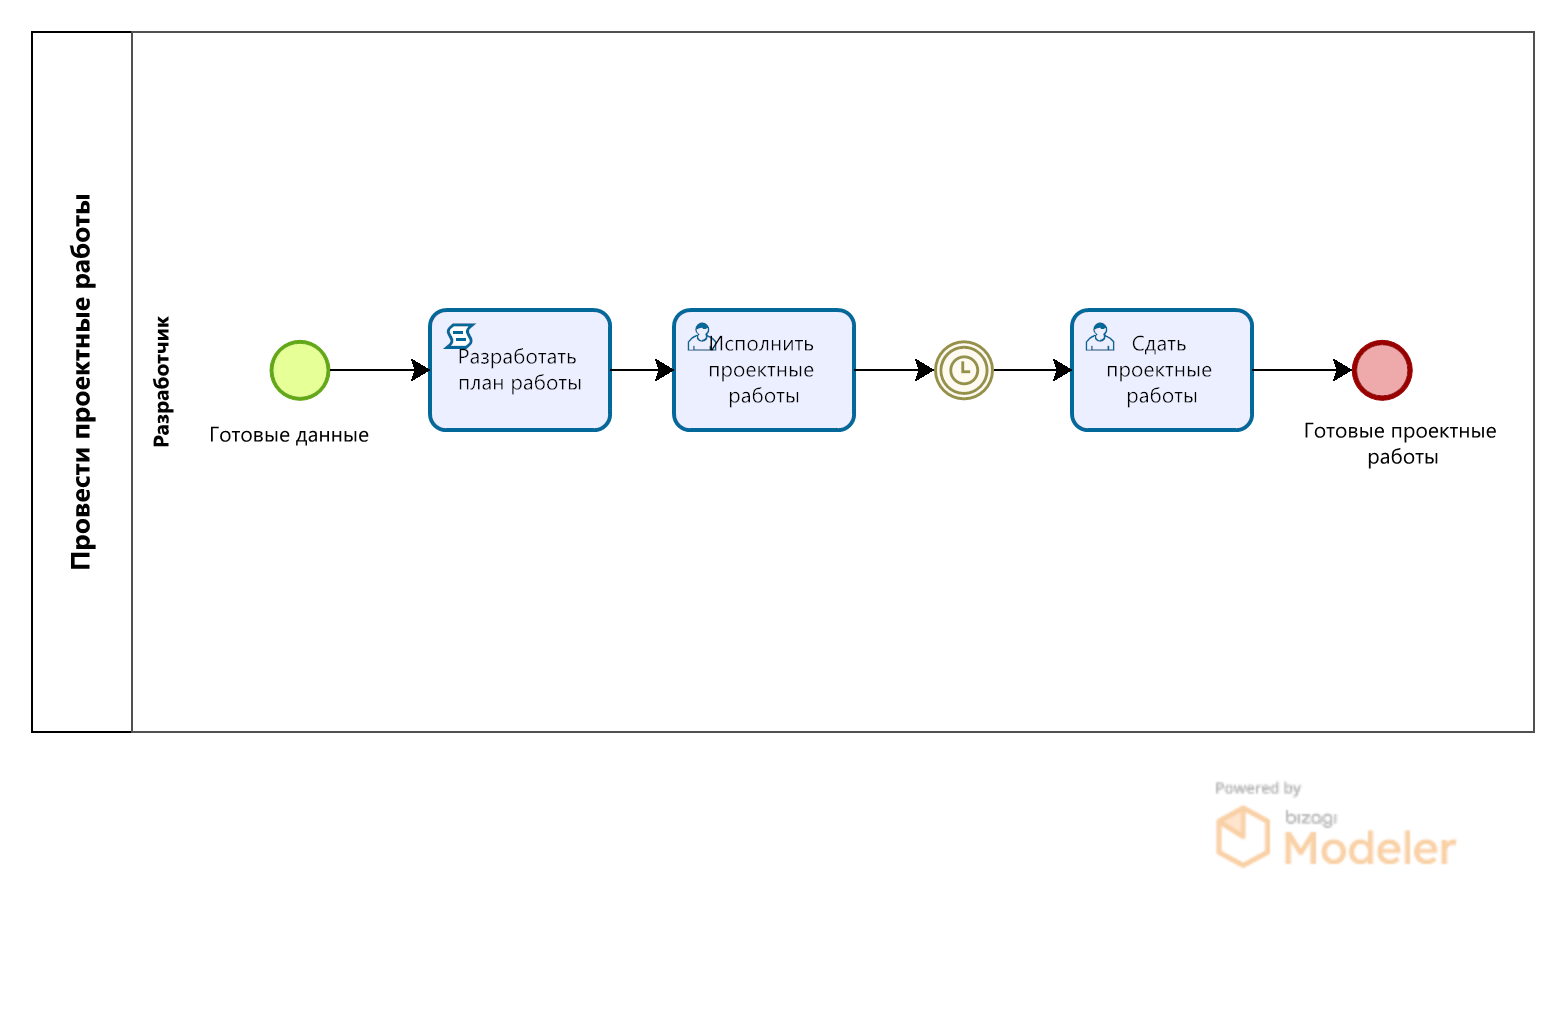 Провести проектные работы
Разработчик
Готовые данные
Разработать
план работы
Исполнить
проектные
работы
Сдать
проектные
работы
Готовые проектные
работы
Powered by
bizagi
Modeler